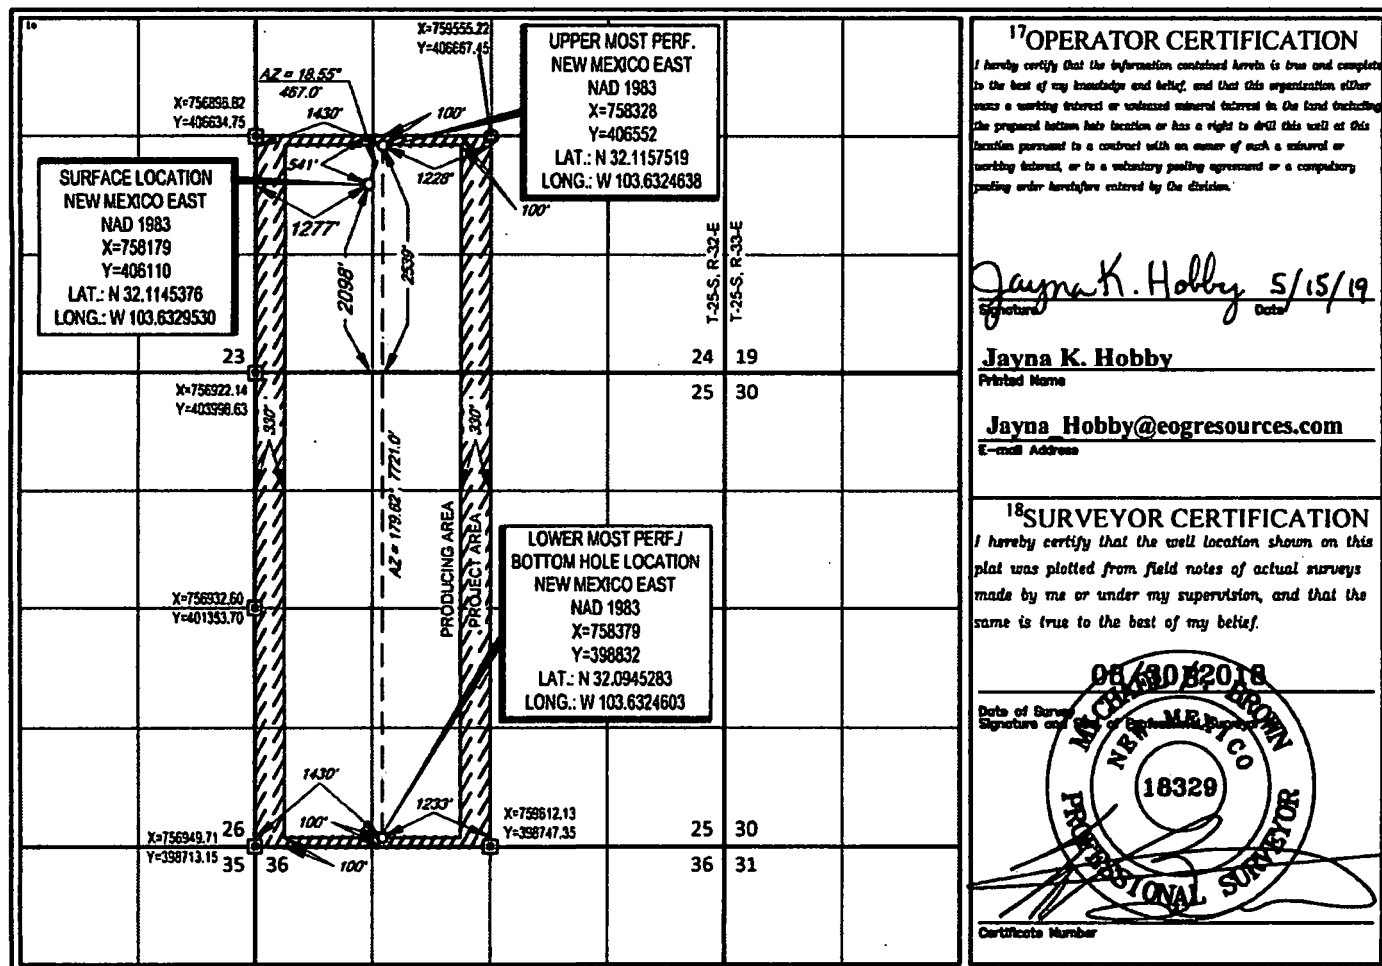 16
X=759555.22
Y=406667.45
AZ = 18.55°
467.0'
X=756898.82
Y=406634.75
1430'
100'
541'
1228'
1277'
100'
UPPER MOST PERF.
NEW MEXICO EAST
NAD 1983
X=758328
Y=406552
LAT.: N 32.1157519
LONG.: W 103.6324638
SURFACE LOCATION
NEW MEXICO EAST
NAD 1983
X=758179
Y=406110
LAT.: N 32.1145376
LONG.: W 103.6329530
2098'
2539'
T-25-S, R-32-E
T-25-S, R-33-E
23
24 19
25 30
X=756922.14
Y=403998.63
330'
330'
AZ = 179.62° 7721.0'
PRODUCING AREA
PROJECT AREA
X=756932.60
Y=401353.70
LOWER MOST PERF./
BOTTOM HOLE LOCATION
NEW MEXICO EAST
NAD 1983
X=758379
Y=398832
LAT.: N 32.0945283
LONG.: W 103.6324603
1430'
1233'
100'
100'
X=759612.13
Y=398747.35
X=756949.71
Y=398713.15
26
35 36
25 30
36 31
17OPERATOR CERTIFICATION
I hereby certify that the information contained herein is true and complete
to the best of my knowledge and belief, and that this organization either
owns a working interest or unleased mineral interest in the land including
the proposed bottom hole location or has a right to drill this well at this
location pursuant to a contract with an owner of such a mineral or
working interest, or to a voluntary pooling agreement or a compulsory
pooling order heretofore entered by the division.
Jayna K. Hobby 5/15/19
Signature Date
Jayna K. Hobby
Printed Name
Jayna_Hobby@eogresources.com
E-mail Address
18SURVEYOR CERTIFICATION
I hereby certify that the well location shown on this
plat was plotted from field notes of actual surveys
made by me or under my supervision, and that the
same is true to the best of my belief.
2018
Date of Survey
Signature and Seal of Professional Surveyor
MICHAEL BROWN
NEW MEXICO
18329
PROFESSIONAL SURVEYOR
Certificate Number